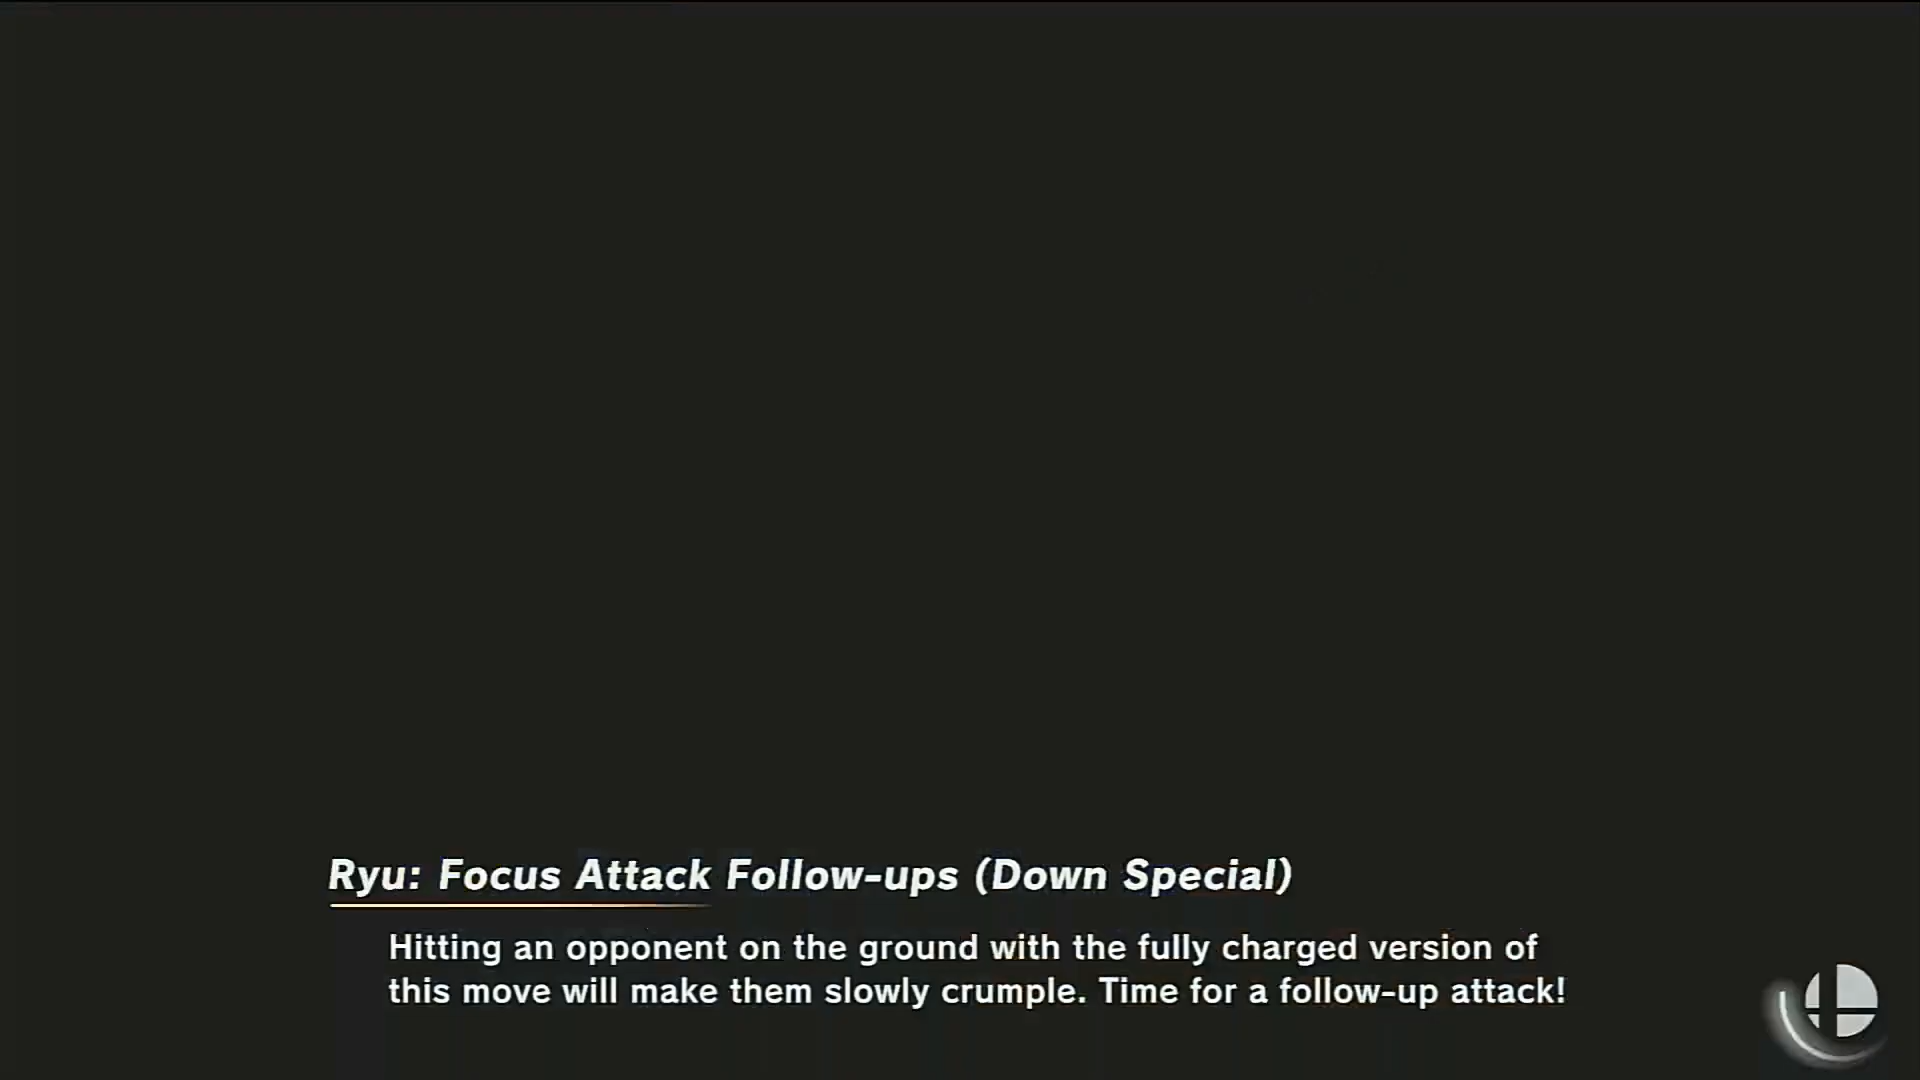 Ryu: Focus Attack Follow-ups (Down Special)
Hitting an opponent on the ground with the fully charged version of
this move will make them slowly crumple. Time for a follow-up attack!